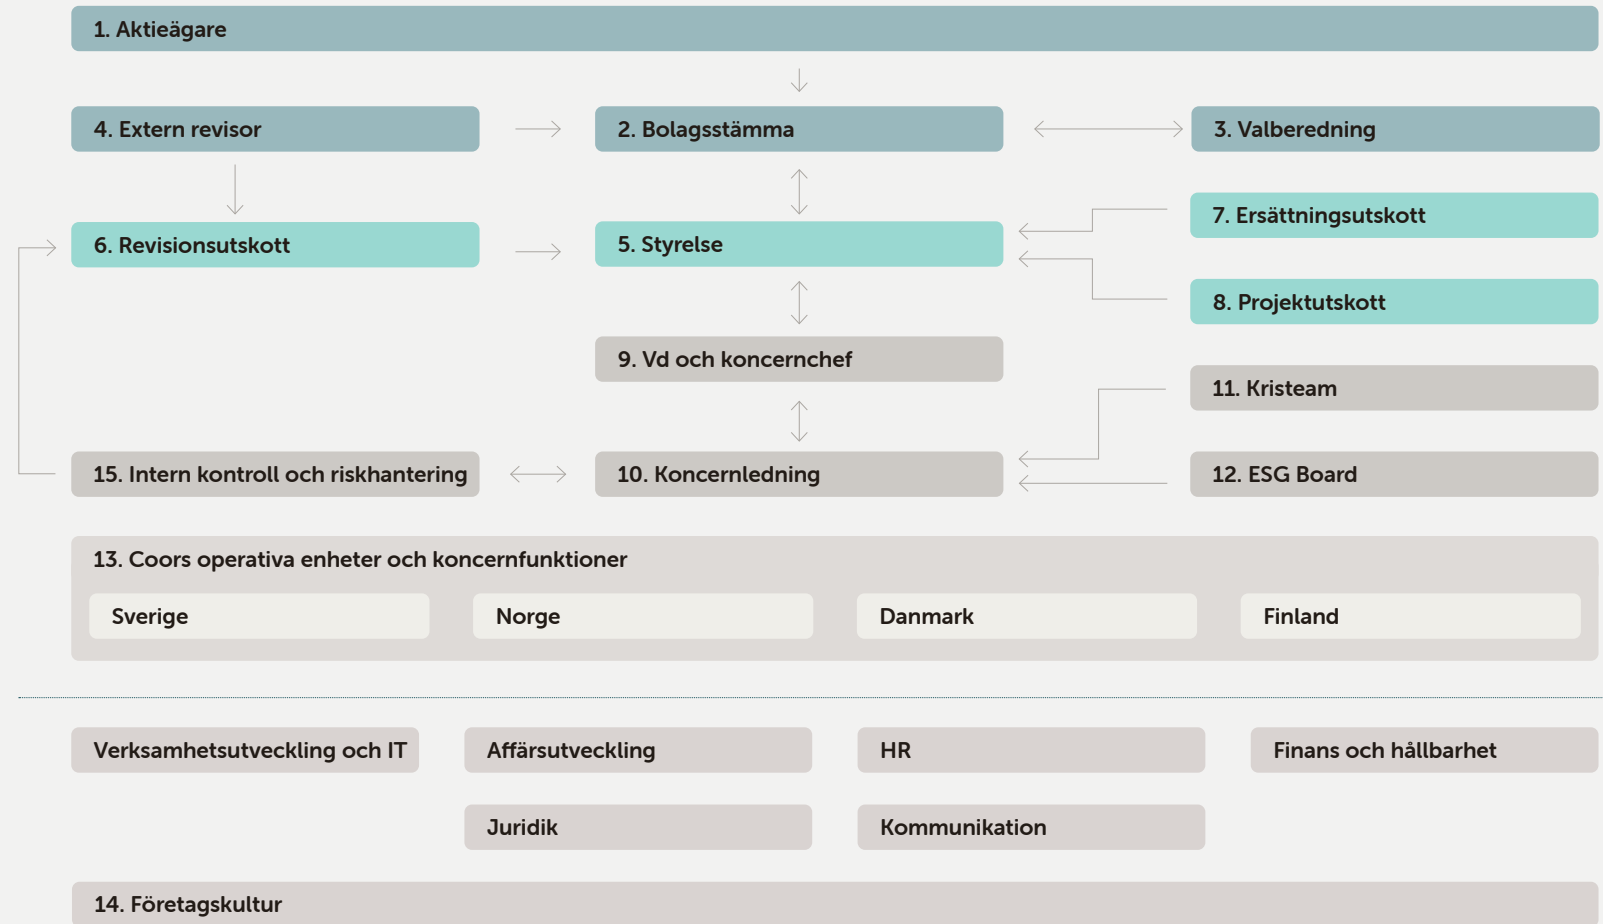 1. Aktieägare
4. Extern revisor
2. Bolagsstämma
3. Valberedning
7. Ersättningsutskott
6. Revisionsutskott
5. Styrelse
8. Projektutskott
9. Vd och koncernchef
11. Kristeam
15. Intern kontroll och riskhantering
10. Koncernledning
12. ESG Board
13. Coors operativa enheter och koncernfunktioner
Sverige
Norge
Danmark
Finland
Verksamhetsutveckling och IT
Affärsutveckling
HR
Finans och hållbarhet
Juridik
Kommunikation
14. Företagskultur